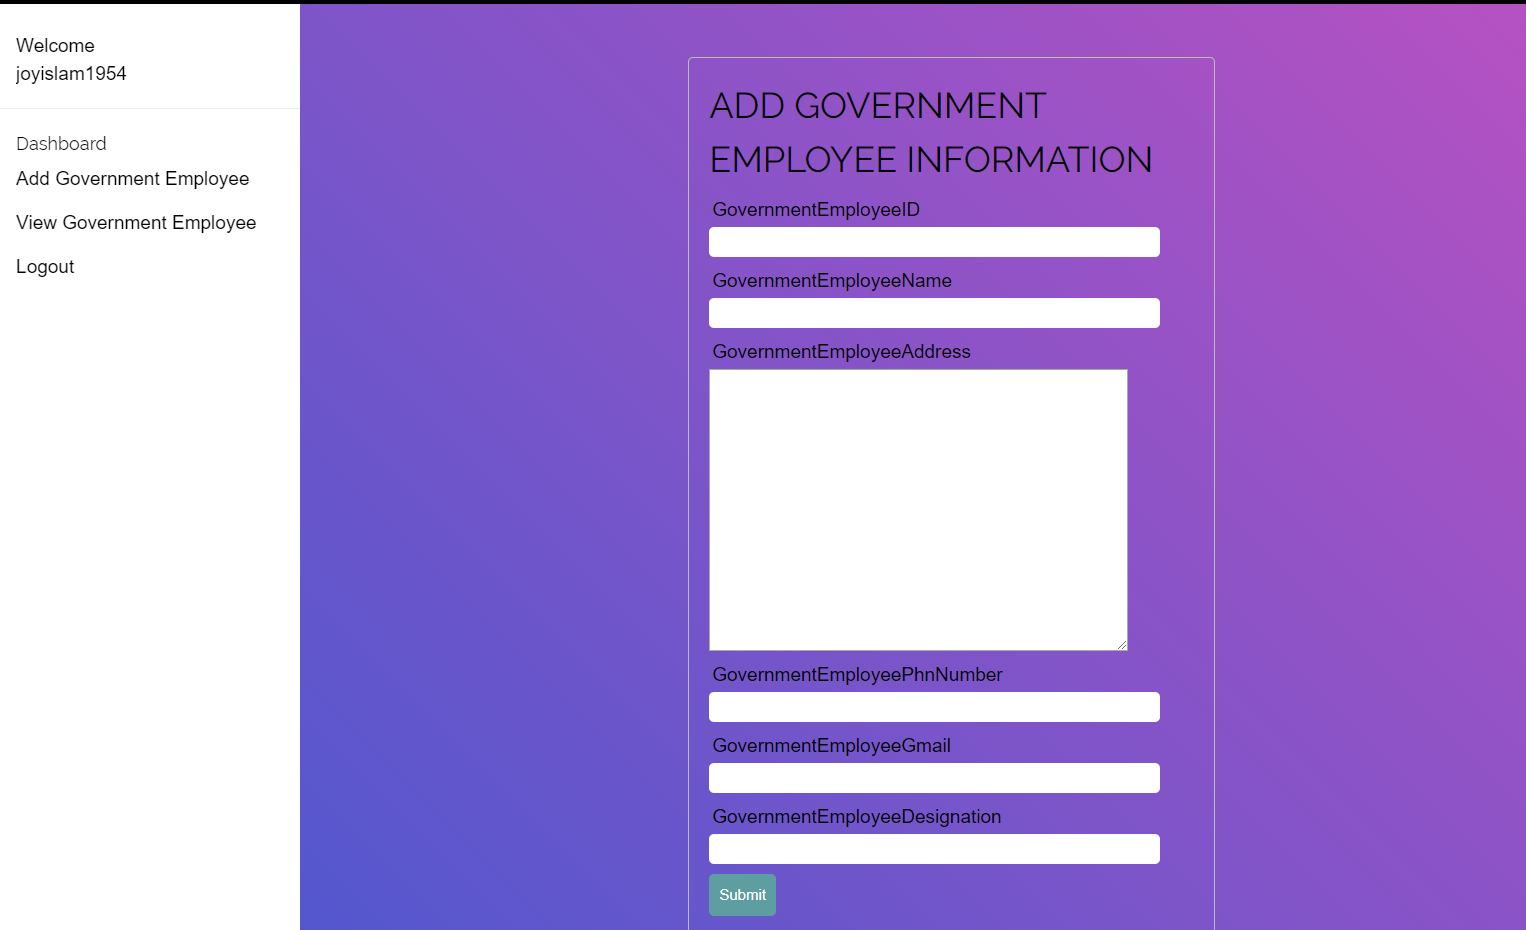 Welcome
joyislam1954
Dashboard
Add Government Employee
View Government Employee
Logout
ADD GOVERNMENT
EMPLOYEE INFORMATION
GovernmentEmployeeID
GovernmentEmployeeName
GovernmentEmployeeAddress
GovernmentEmployeePhnNumber
GovernmentEmployeeGmail
GovernmentEmployeeDesignation
Submit